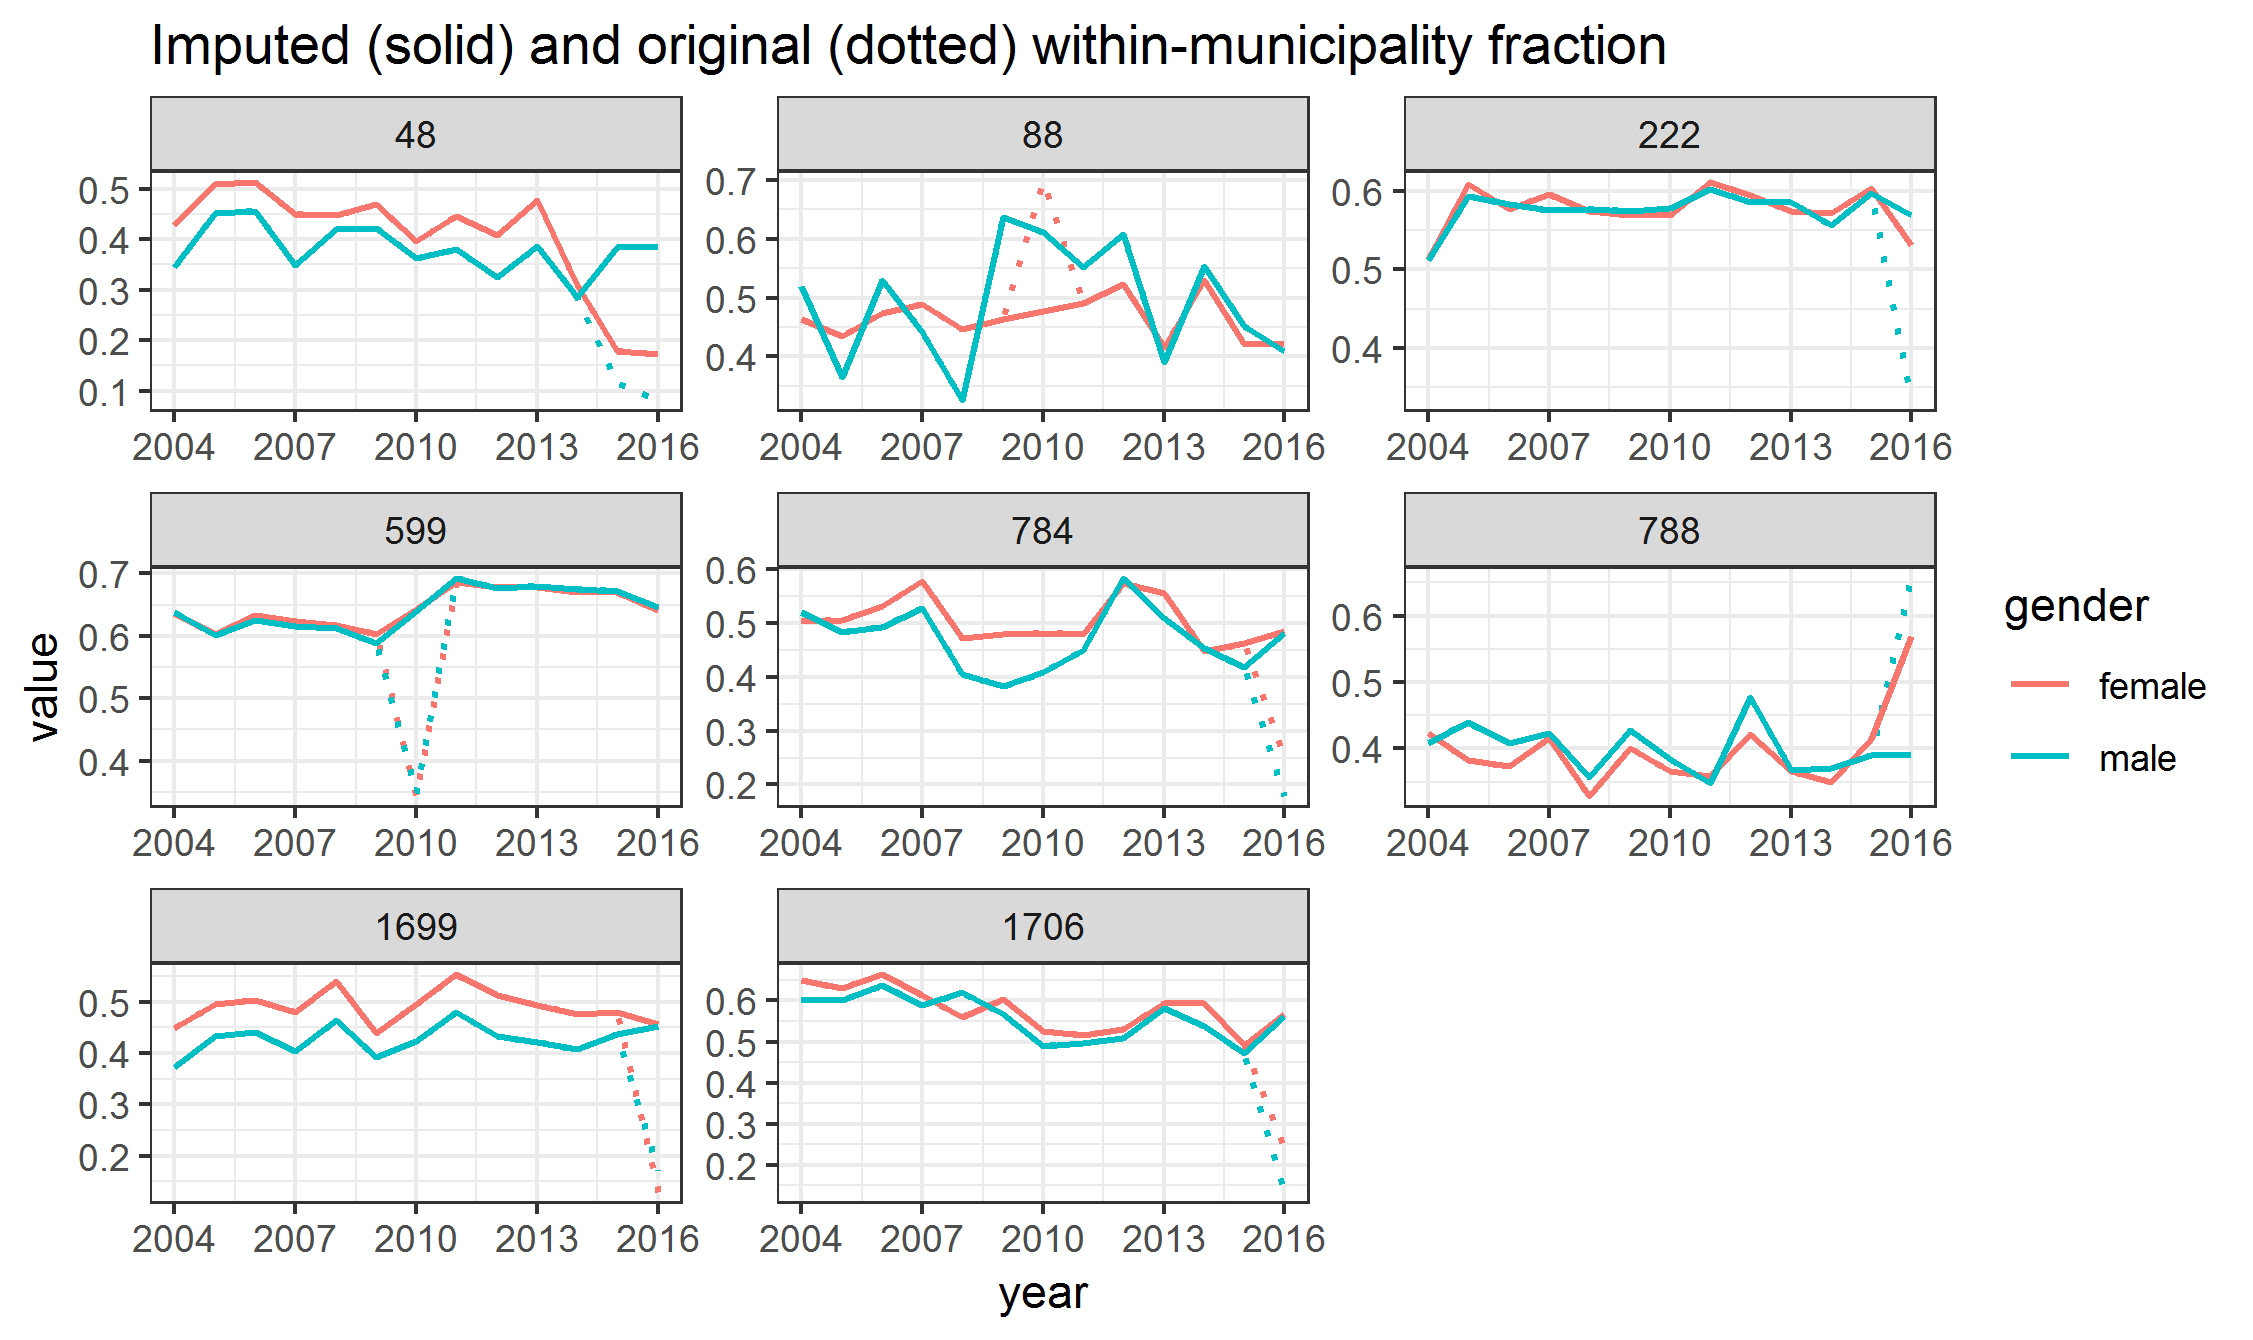 Imputed (solid) and original (dotted) within-municipality fraction
48 88 222
0.5 0.4 0.3 0.2 0.1
0.7 0.6 0.5 0.4
0.6 0.5 0.4
2004 2007 2010 2013 2016 2004 2007 2010 2013 2016 2004 2007 2010 2013 2016
599 784 788
0.7 0.6 0.5 0.4
0.6 0.5 0.4 0.3 0.2
0.6 0.5 0.4
2004 2007 2010 2013 2016 2004 2007 2010 2013 2016 2004 2007 2010 2013 2016
1699 1706
0.5 0.4 0.3 0.2
0.6 0.5 0.4 0.3 0.2
2004 2007 2010 2013 2016 2004 2007 2010 2013 2016
value
year
gender
female
male